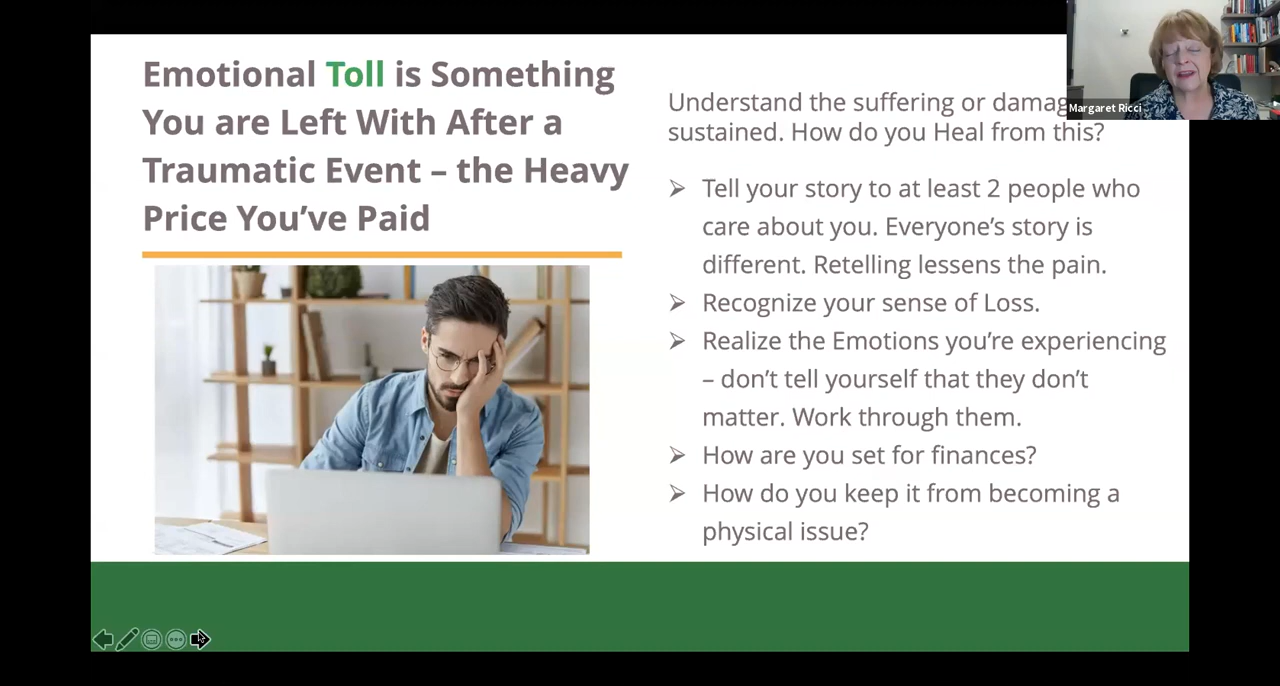 Emotional Toll is Something
You are Left With After a
Traumatic Event – the Heavy
Price You’ve Paid
Understand the suffering or damag
sustained. How do you Heal from this?
➢ Tell your story to at least 2 people who
care about you. Everyone’s story is
different. Retelling lessens the pain.
➢ Recognize your sense of Loss.
➢ Realize the Emotions you’re experiencing
– don’t tell yourself that they don’t
matter. Work through them.
➢ How are you set for finances?
➢ How do you keep it from becoming a
physical issue?
Margaret Ricci